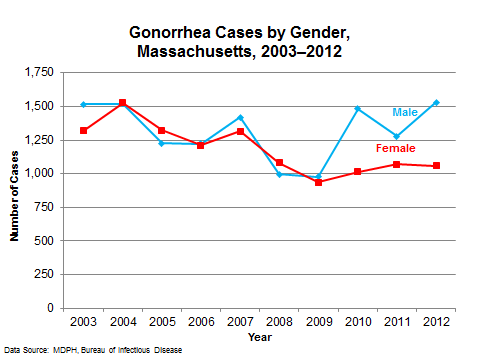 Gonorrhea Cases by Gender,
Massachusetts, 2003–2012
1,750
1,500
1,250
1,000
750
500
250
0
Number of Cases
Male
Female
2003 2004 2005 2006 2007 2008 2009 2010 2011 2012
Year
Data Source: MDPH, Bureau of Infectious Disease